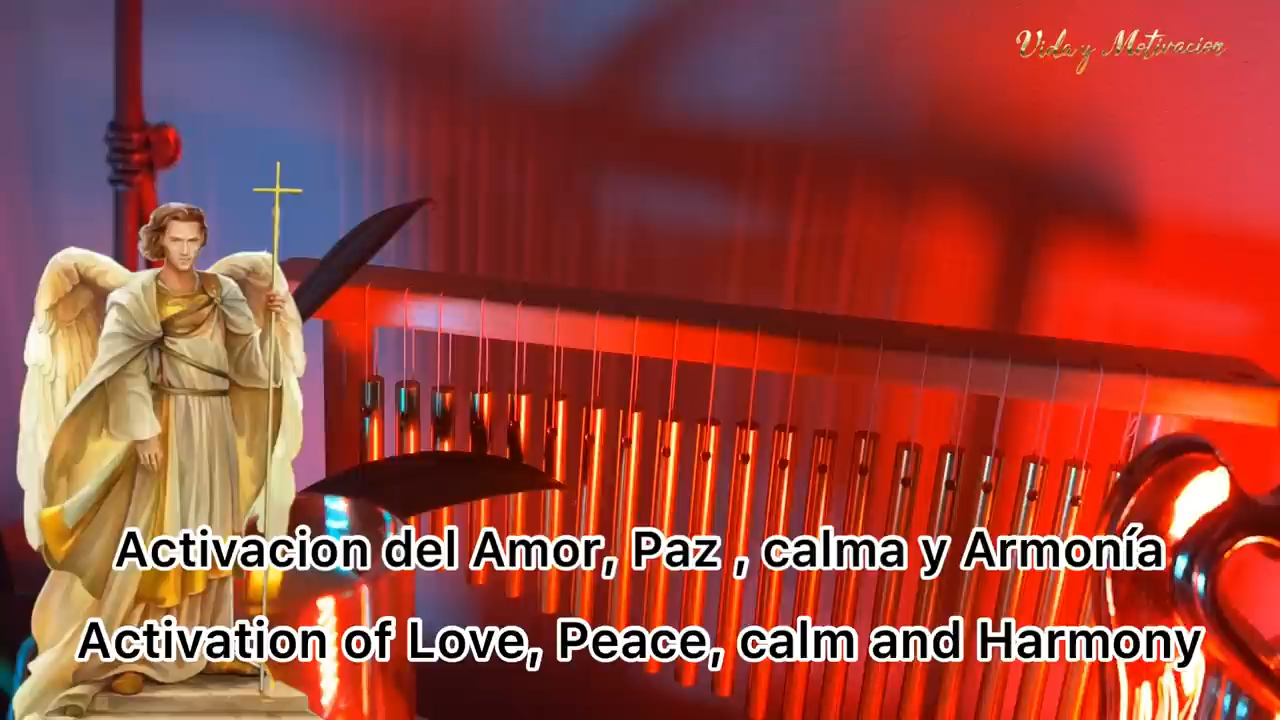 Vida y Motivacion
Activacion del Amor, Paz , calma y Armonía
Activation of Love, Peace, calm and Harmony